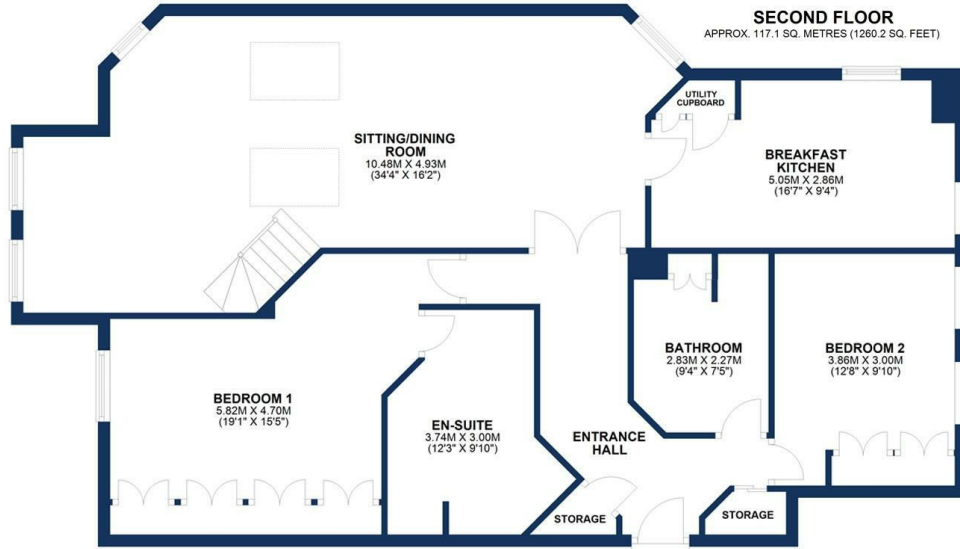 SECOND FLOOR
APPROX. 117.1 SQ. METRES (1260.2 SQ. FEET)
UTILITY
CUPBOARD
SITTING/DINING
ROOM
10.48M X 4.93M
(34'4" X 16'2")
BREAKFAST
KITCHEN
5.05M X 2.86M
(16'7" X 9'4")
BEDROOM 1
5.82M X 4.70M
(19'1" X 15'5")
EN-SUITE
3.74M X 3.00M
(12'3" X 9'10")
BATHROOM
2.83M X 2.27M
(9'4" X 7'5")
BEDROOM 2
3.86M X 3.00M
(12'8" X 9'10")
ENTRANCE
HALL
STORAGE
STORAGE